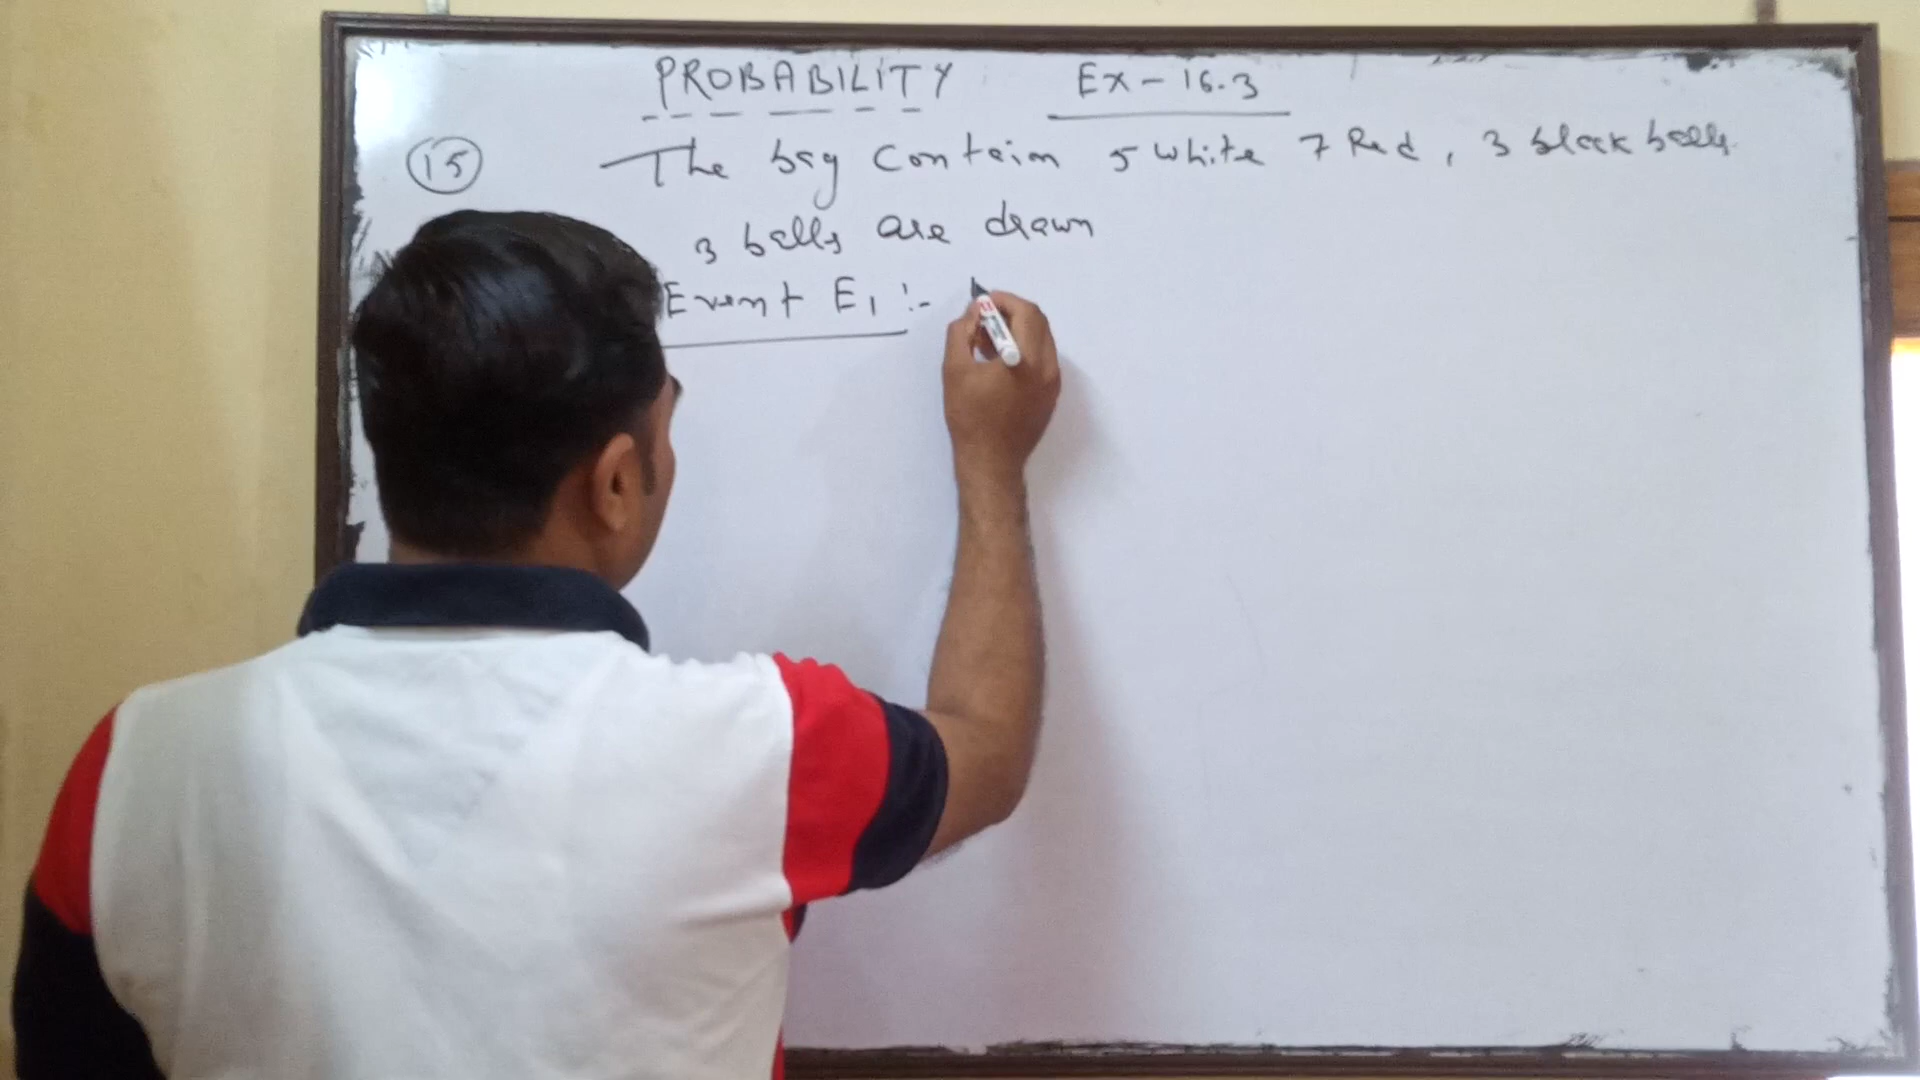 PROBABILITY Ex-16.3
15 The bag contain 5 white 7 Red, 3 black balls.
3 balls are drawn
Event E1 :-